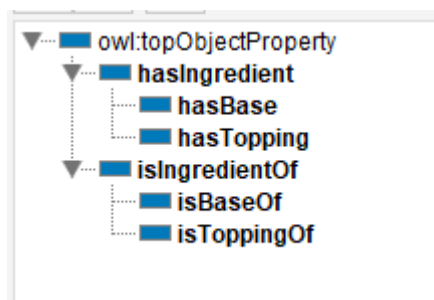 owl:topObjectProperty
hasIngredient
hasBase
hasTopping
isIngredientOf
isBaseOf
isToppingOf